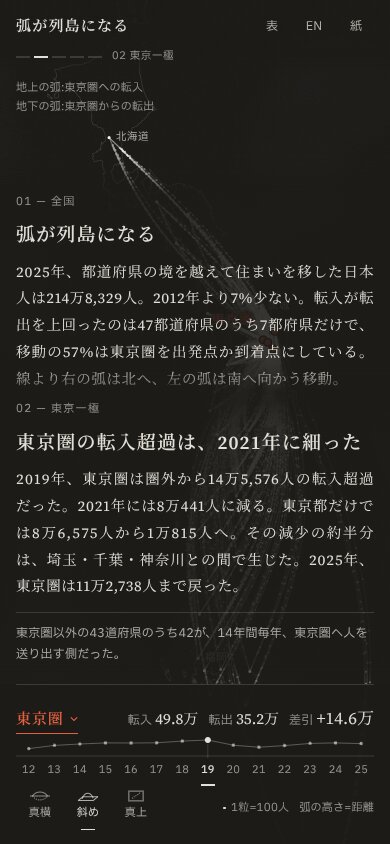 弧が列島になる 表 EN 紙
02 東京一極
地上の弧:東京圏への転入
地下の弧:東京圏からの転出
北海道
01 — 全国
弧が列島になる
2025年、都道府県の境を越えて住まいを移した日本
人は214万8,329人。2012年より7%少ない。転入が転
出を上回ったのは47都道府県のうち7都府県だけで、
移動の57%は東京圏を出発点か到着点にしている。
線より右の弧は北へ、左の弧は南へ向かう移動。
02 — 東京一極
東京圏の転入超過は、2021年に細った
2019年、東京圏は圏外から14万5,576人の転入超過
だった。2021年には8万441人に減る。東京都だけで
は8万6,575人から1万815人へ。その減少の約半分
は、埼玉・千葉・神奈川との間で生じた。2025年、
東京圏は11万2,738人まで戻った。
東京圏以外の43道府県のうち42が、14年間毎年、東京圏へ人を
送り出す側だった。
東京圏 転入 49.8万 転出 35.2万 差引 +14.6万
12 13 14 15 16 17 18 19 20 21 22 23 24 25
真横 斜め 真上
1粒=100人 弧の高さ=距離